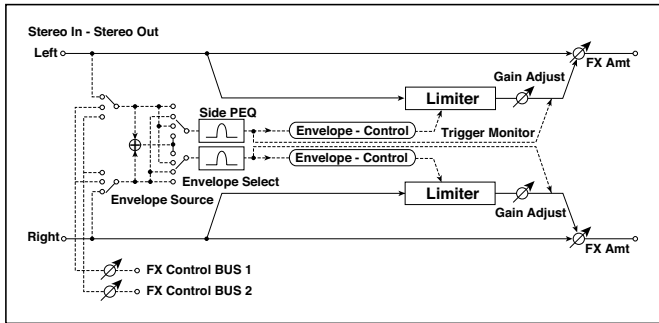 Stereo In - Stereo Out
Left
FX Amt
Gain Adjust
Limiter
Side PEQ
Envelope - Control
Trigger Monitor
Envelope - Control
Envelope Select
Envelope Source
Limiter
Gain Adjust
Right
FX Amt
FX Control BUS 1
FX Control BUS 2